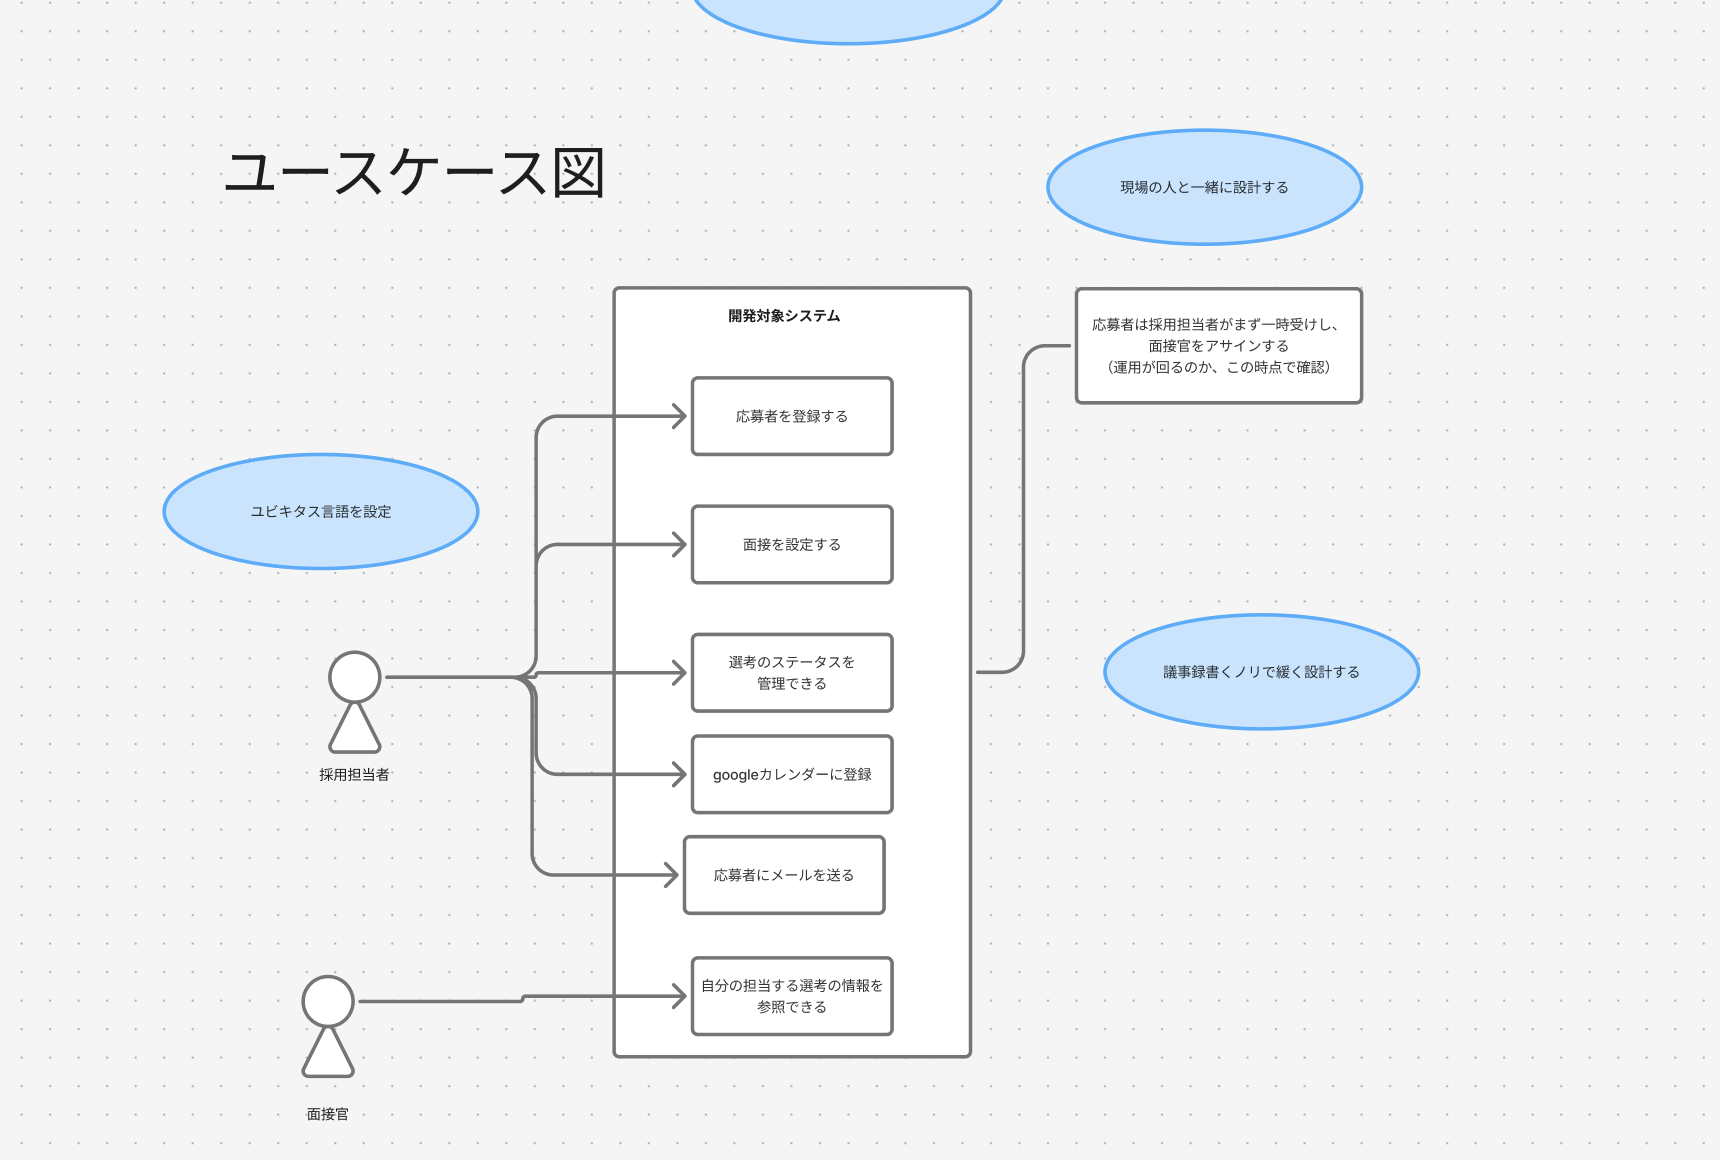 ユースケース図
現場の人と一緒に設計する
開発対象システム
応募者は採用担当者がまず一時受けし、
面接官をアサインする
（運用が回るのか、この時点で確認）
応募者を登録する
ユビキタス言語を設定
面接を設定する
選考のステータスを
管理できる
議事録書くノリで緩く設計する
採用担当者
googleカレンダーに登録
応募者にメールを送る
自分の担当する選考の情報を
参照できる
面接官